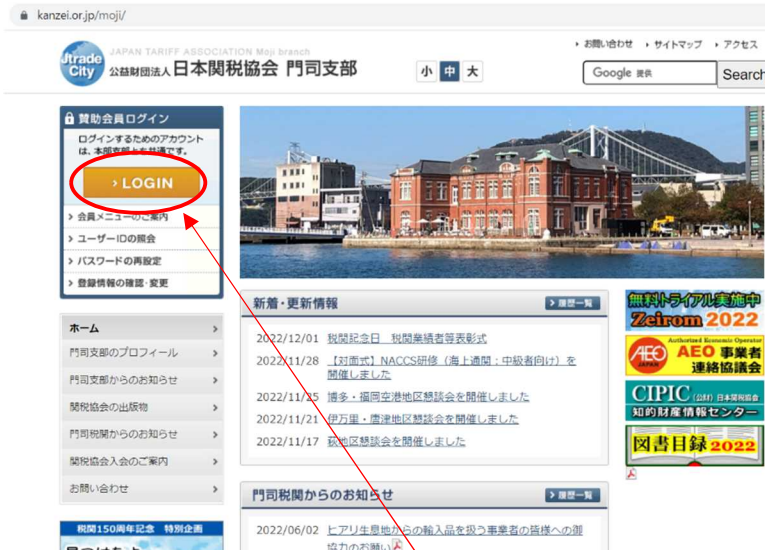 kanzei.or.jp/moji/
お問い合わせ サイトマップ アクセス
Jtrade City
JAPAN TARIFF ASSOCIATION Moji branch
公益財団法人日本関税協会 門司支部
小 中 大
Google 提供
Search
賛助会員ログイン
ログインするためのアカウント
は、本部支部とも共通です。
LOGIN
会員メニューのご案内
ユーザーIDの照会
パスワードの再設定
登録情報の確認・変更
ホーム
門司支部のプロフィール
門司支部からのお知らせ
関税協会の出版物
門司税関からのお知らせ
関税協会入会のご案内
お問い合わせ
税関150周年記念 特別企画
新着・更新情報
履歴一覧
2022/12/01 税関記念日 税関業績者等表彰式
2022/11/28 【対面式】NACCS研修（海上通関：中級者向け）を
開催しました
2022/11/25 博多・福岡空港地区懇談会を開催しました
2022/11/21 伊万里・唐津地区懇談会を開催しました
2022/11/17 萩地区懇談会を開催しました
門司税関からのお知らせ
履歴一覧
2022/06/02 ヒアリ生息地からの輸入品を扱う事業者の皆様への御
協力のお願い
無料トライアル実施中
Zeirom 2022
Authorized Economic Operator
AEO JAPAN
AEO 事業者
連絡協議会
CIPIC (公財) 日本関税協会
知的財産情報センター
図書目録2022